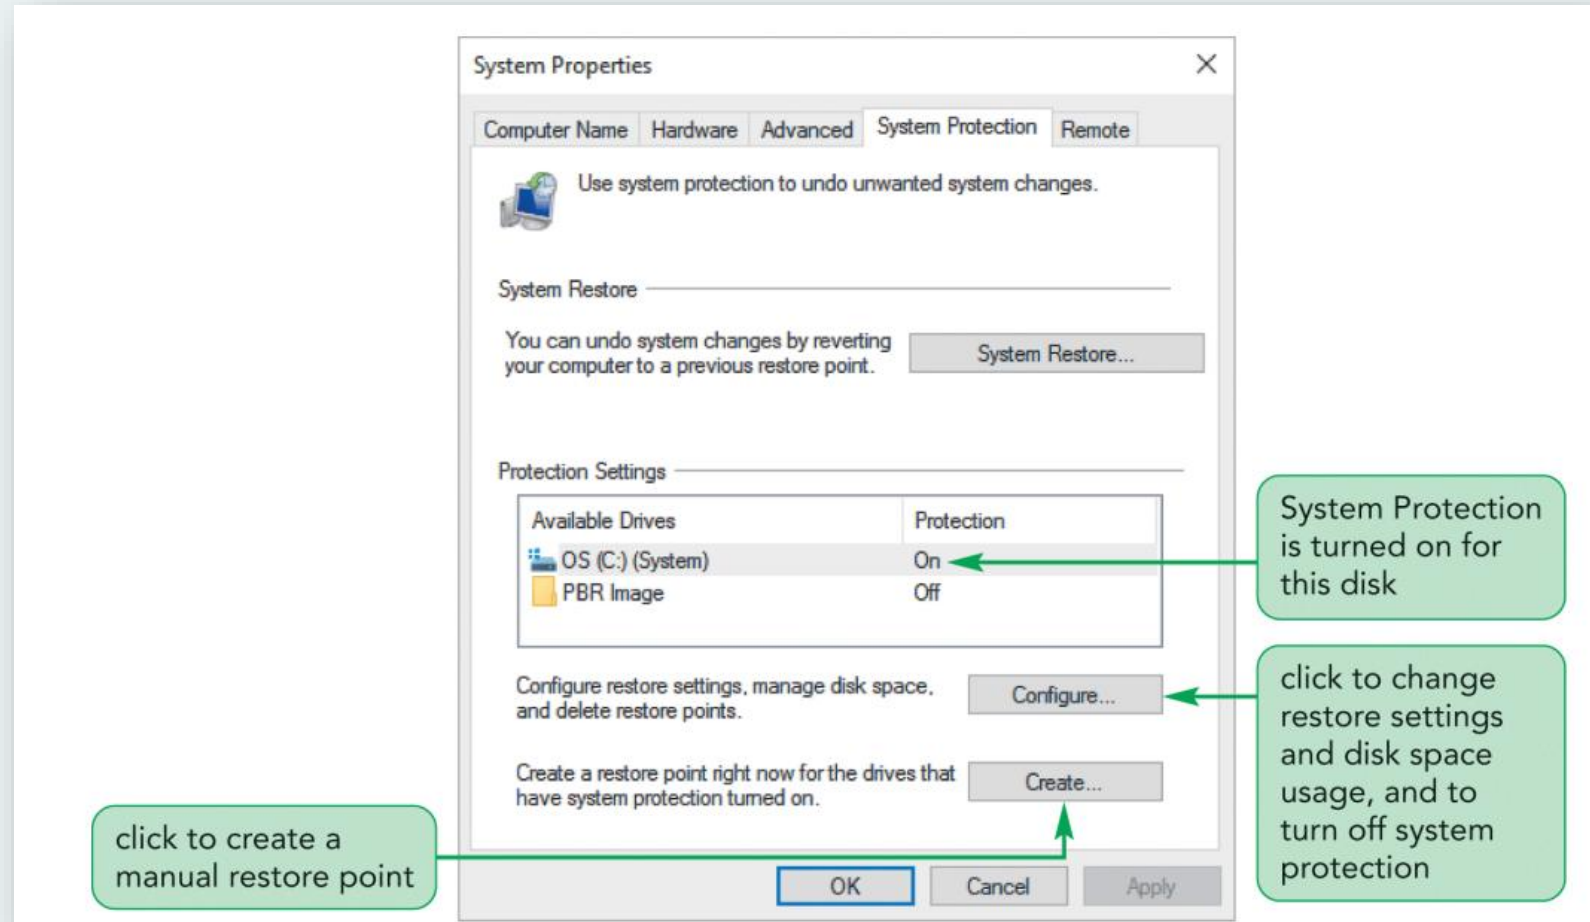 System Properties
Computer Name
Hardware
Advanced
System Protection
Remote
Use system protection to undo unwanted system changes.
System Restore
You can undo system changes by reverting
your computer to a previous restore point.
System Restore...
Protection Settings
Available Drives
Protection
OS (C:) (System)
On
PBR Image
Off
System Protection
is turned on for
this disk
Configure restore settings, manage disk space,
and delete restore points.
Configure...
click to change
restore settings
and disk space
usage, and to
turn off system
protection
Create a restore point right now for the drives that
have system protection turned on.
Create...
click to create a
manual restore point
OK
Cancel
Apply